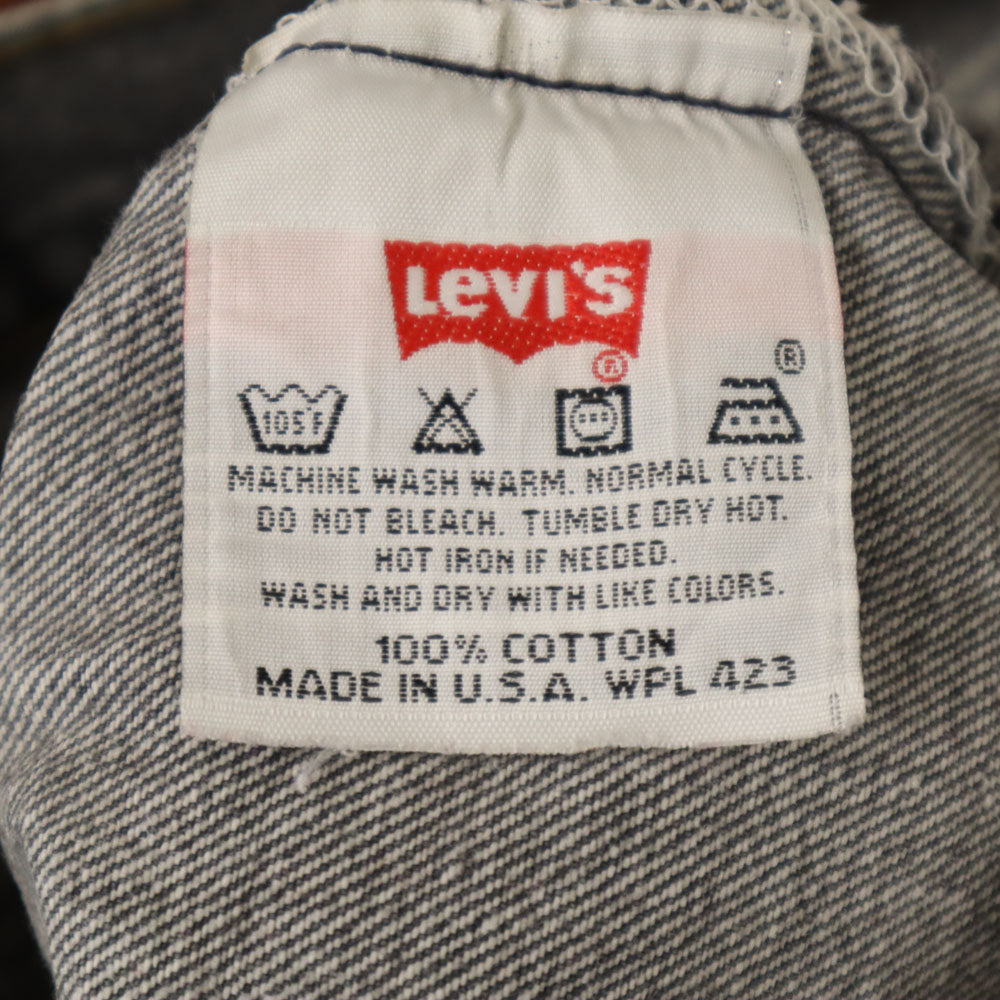 LEVI'S
®
®
105F
MACHINE WASH WARM. NORMAL CYCLE.
DO NOT BLEACH. TUMBLE DRY HOT.
HOT IRON IF NEEDED.
WASH AND DRY WITH LIKE COLORS.
100% COTTON
MADE IN U.S.A. WPL 423